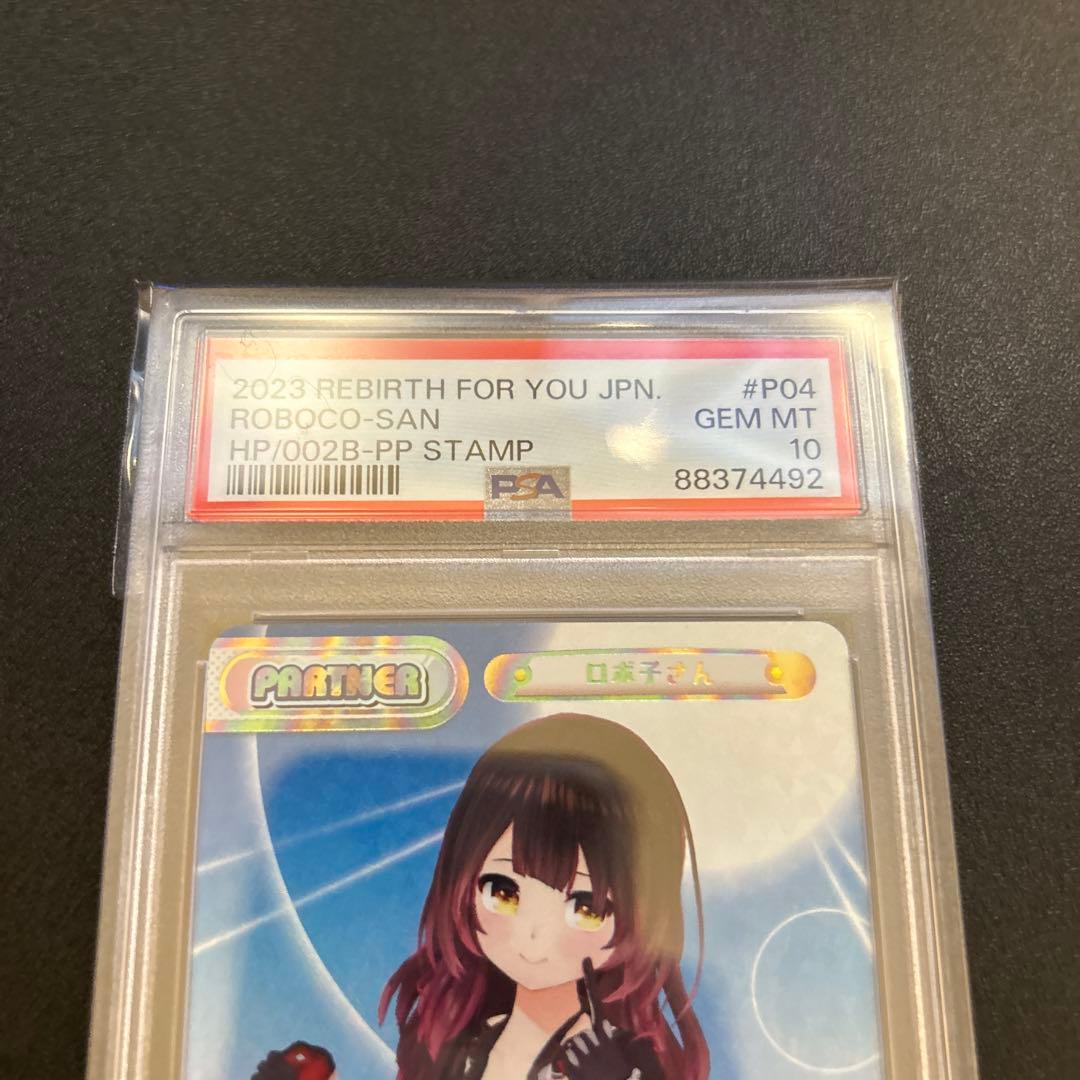 2023 REBIRTH FOR YOU JPN. #P04
ROBOCO-SAN GEM MT
HP/002B-PP STAMP 10
PSA 88374492
PARTNER ロボ子さん